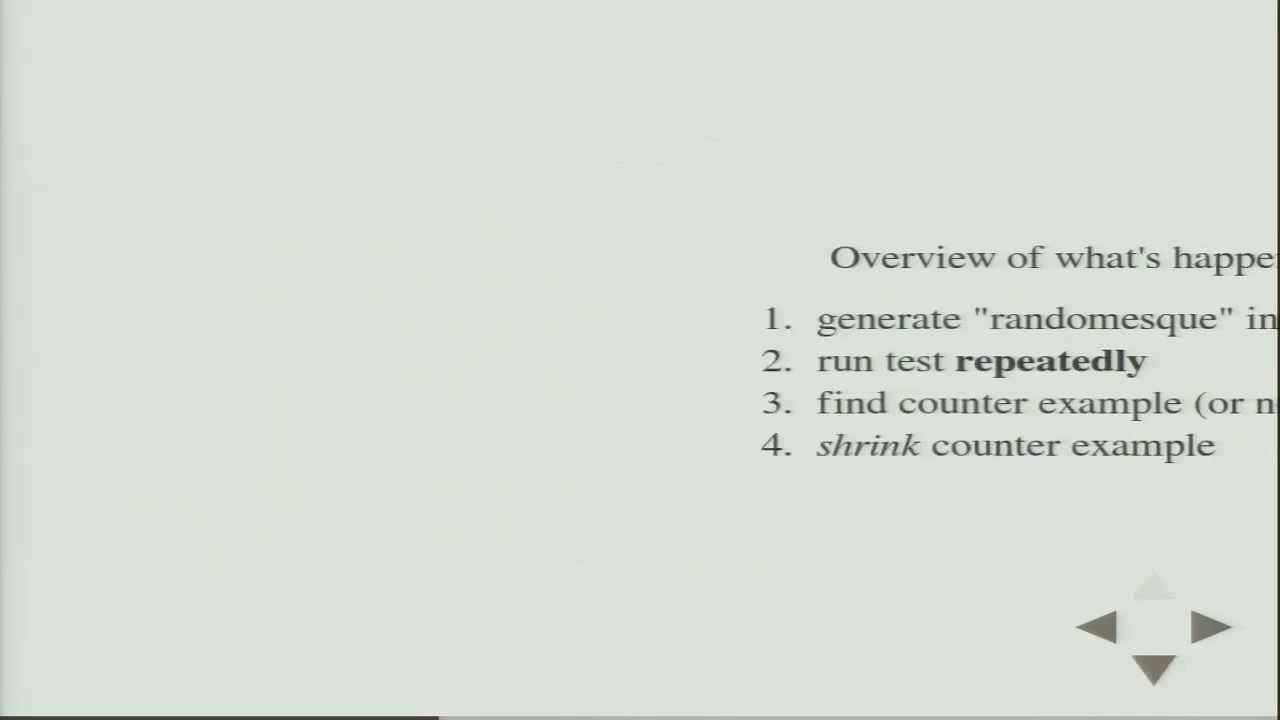 Overview of what's happe
1. generate "randomesque" in
2. run test repeatedly
3. find counter example (or n
4. shrink counter example